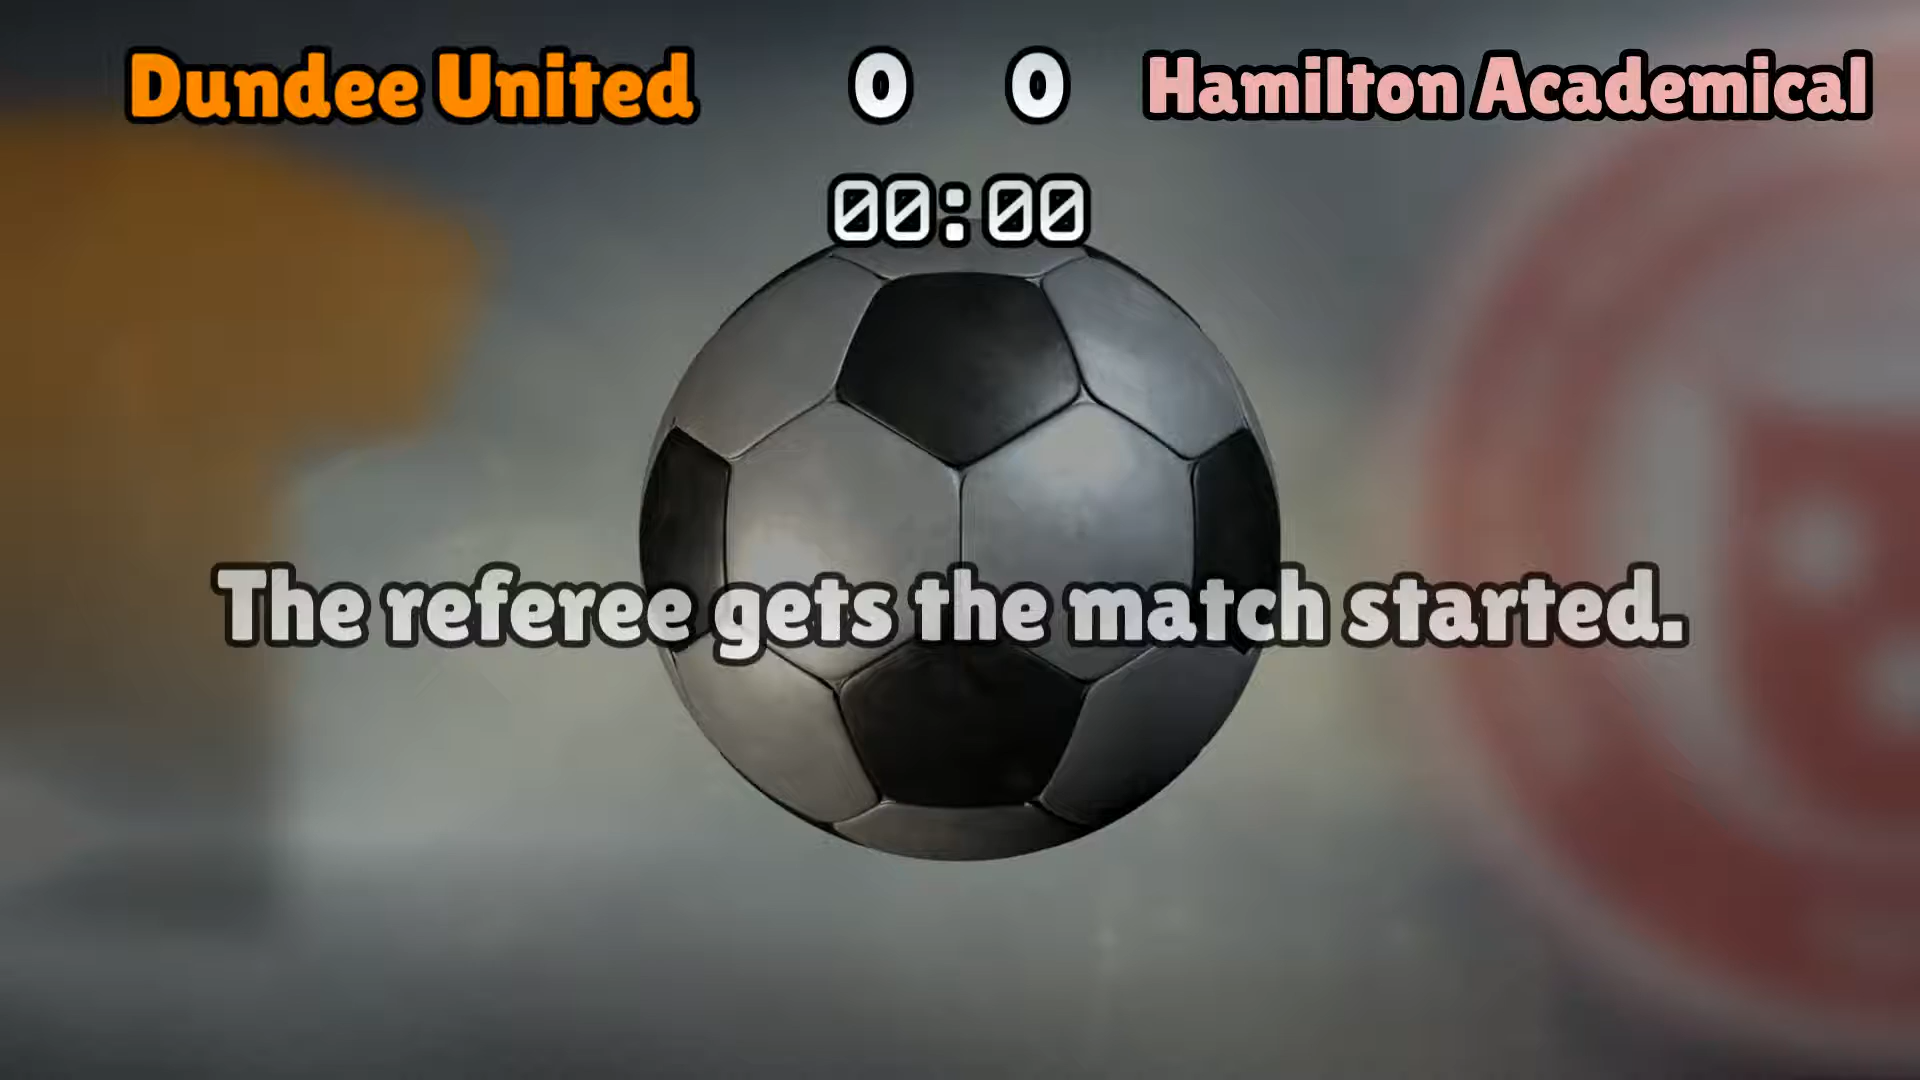 Dundee United 0 0 Hamilton Academical
00:00
The referee gets the match started.